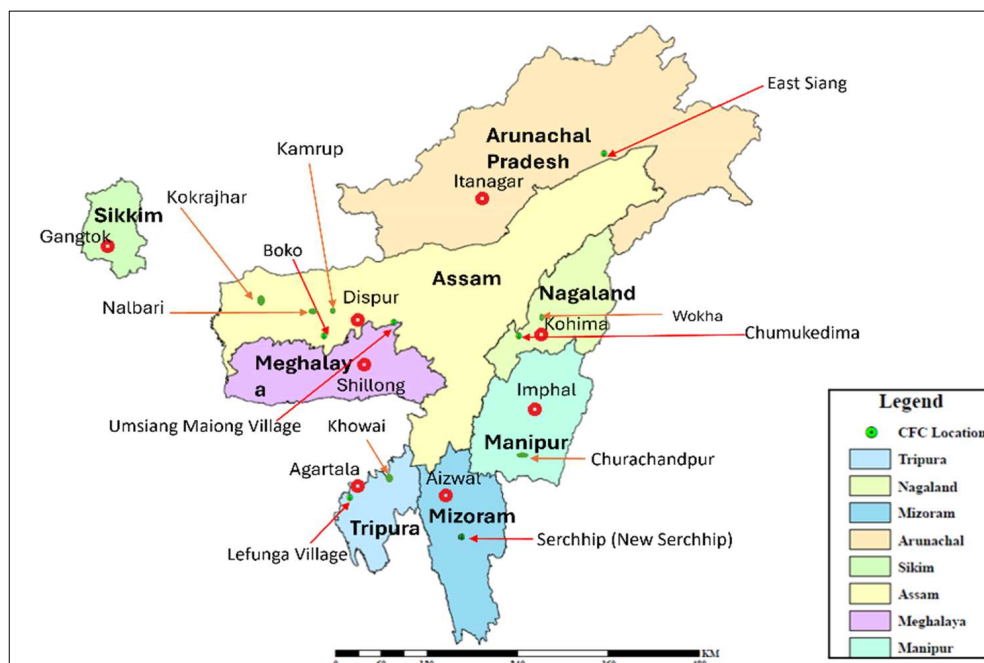 East Siang
Arunachal
Pradesh
Itanagar
Kamrup
Kokrajhar
Sikkim
Gangtok
Boko
Assam
Nalbari
Dispur
Nagaland
Wokha
Kohima
Chumukedima
Meghalay
a
Shillong
Umsiang Maiong Village
Khowai
Imphal
Manipur
Churachandpur
Agartala
Aizwal
Mizoram
Tripura
Lefunga Village
Serchhip (New Serchhip)
Legend
CFC Location
Tripura
Nagaland
Mizoram
Arunachal
Sikim
Assam
Meghalaya
Manipur
KM